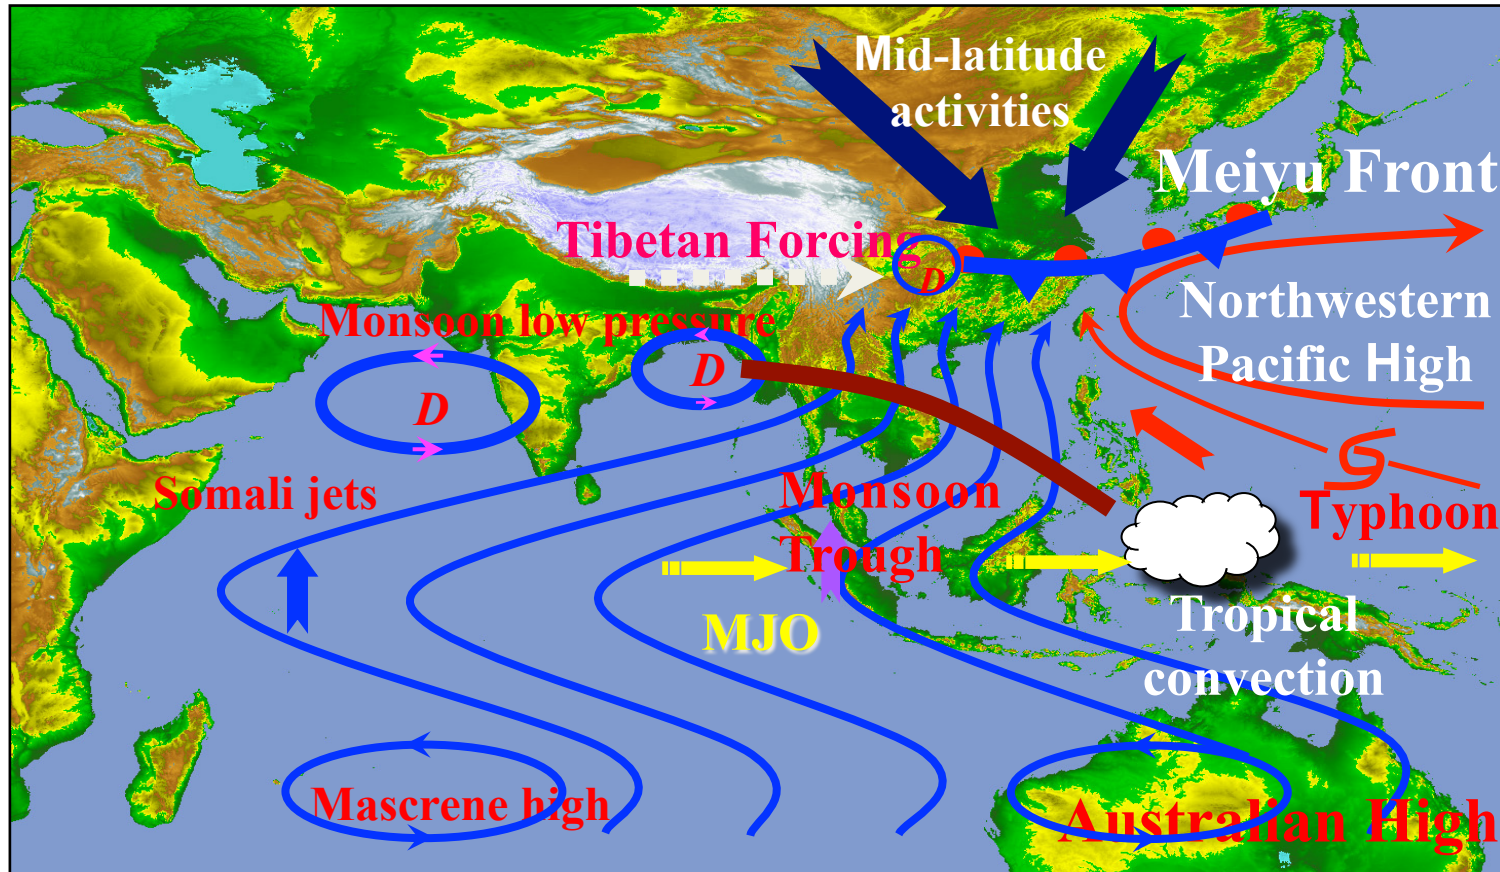 Mid-latitude
activities
Meiyu Front
Tibetan Forcing
D
Northwestern
Pacific High
Monsoon low pressure
D
D
Somali jets
Monsoon
Trough
Typhoon
MJO
Tropical
convection
Mascrene high
Australian High